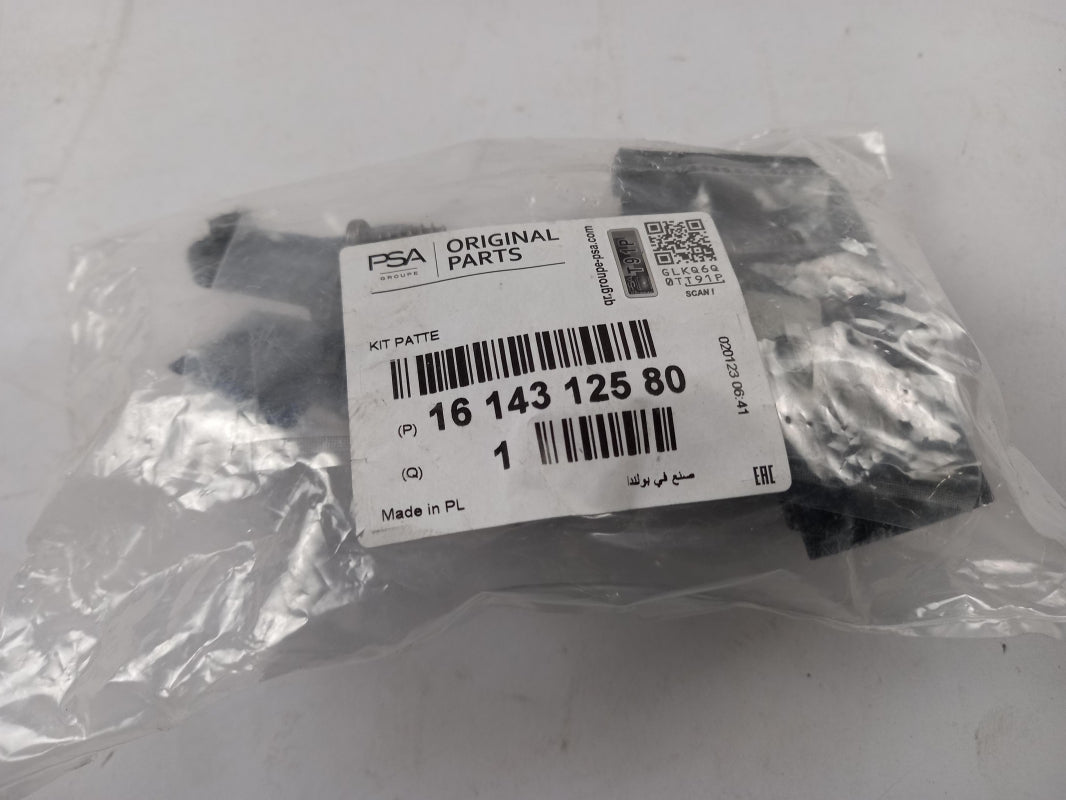 PSA
GROUPE
ORIGINAL
PARTS
qr.groupe-psa.com
GLKQ6Q
0TT91P
SCAN!
KIT PATTE
(P) 16 143 125 80
020123 06:41
(Q) 1
صنع في بولندا
Made in PL
EAC